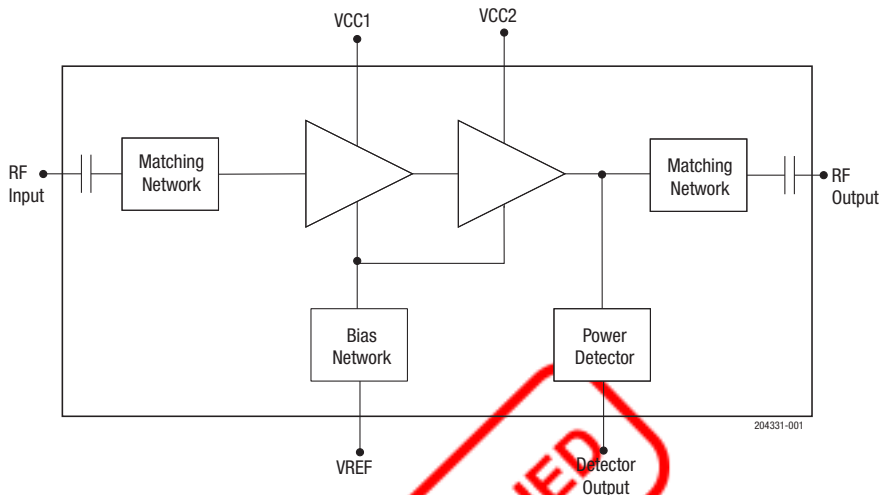 VCC1
VCC2
RF
Input
Matching
Network
Matching
Network
RF
Output
Bias
Network
Power
Detector
204331-001
VREF
Detector
Output